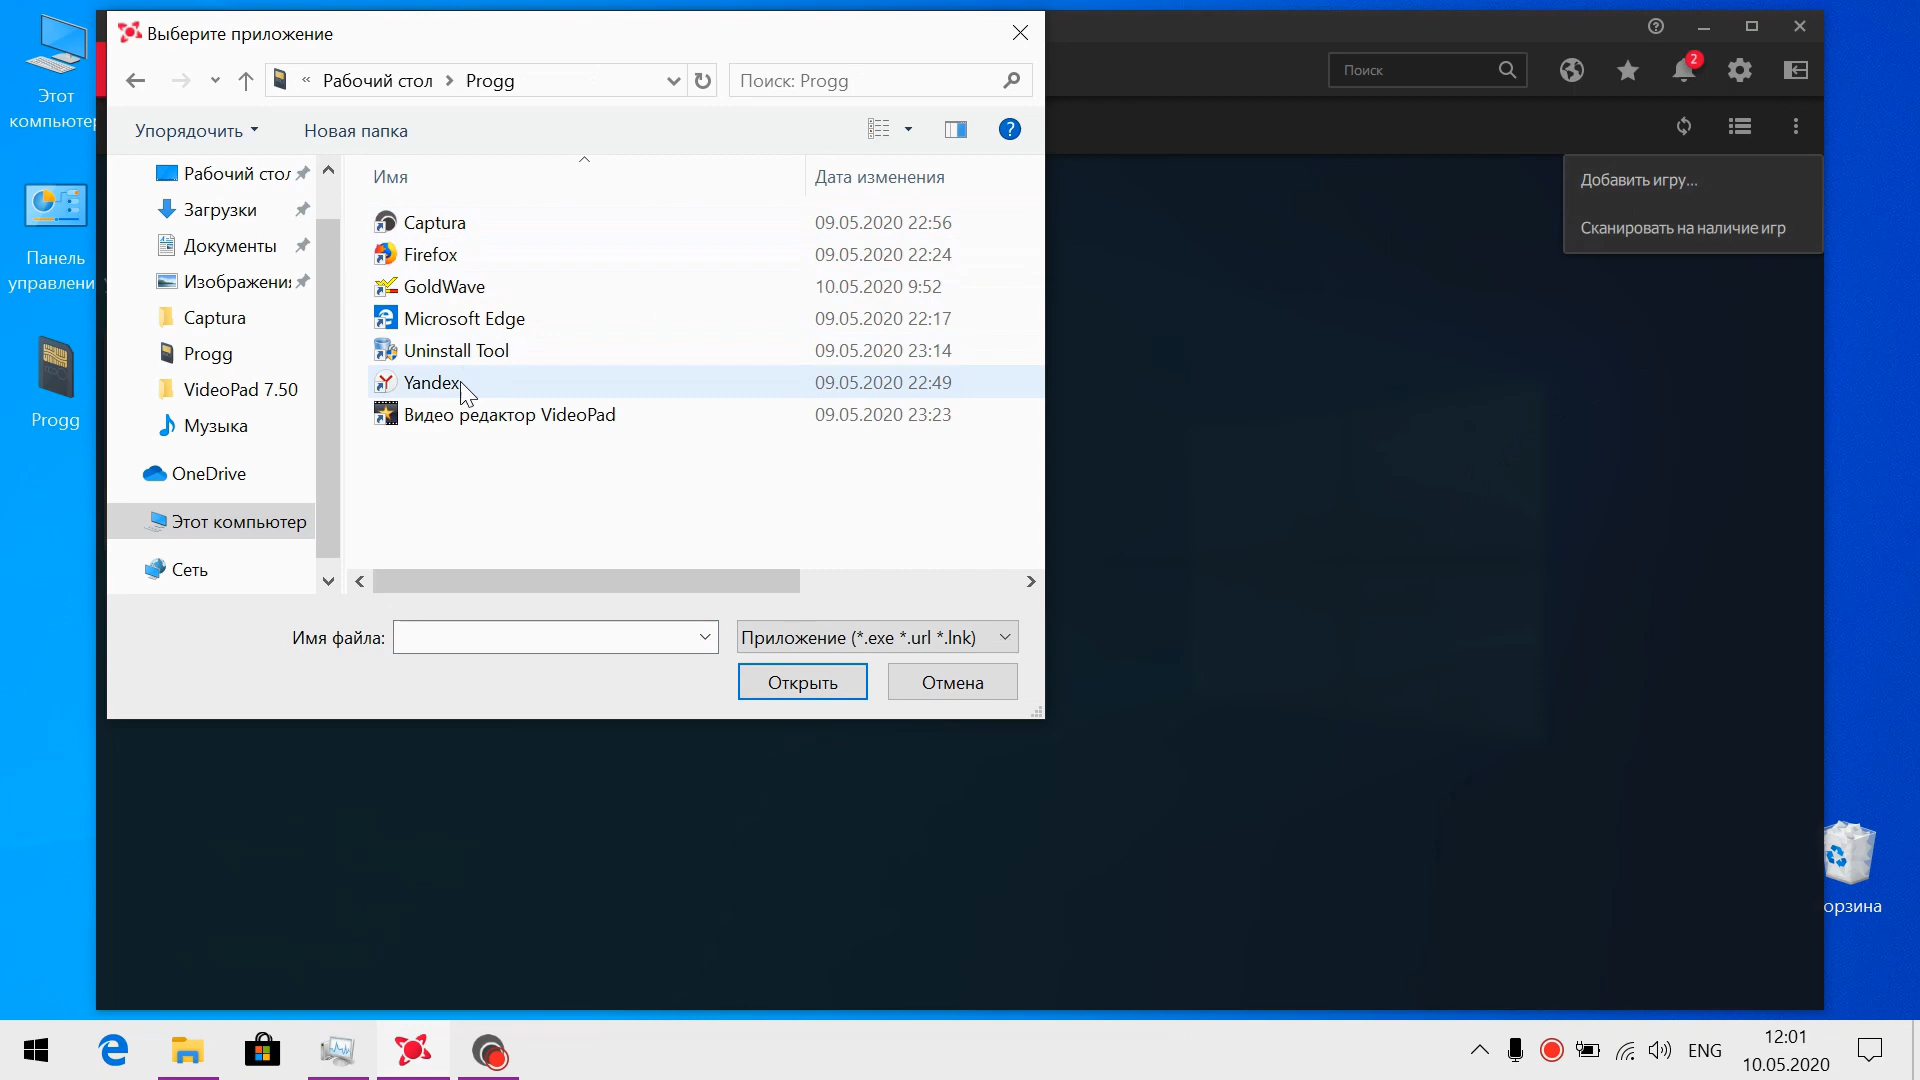 Выберите приложение
« Рабочий стол > Progg
Поиск: Progg
Упорядочить
Новая папка
Рабочий стол
Загрузки
Документы
Изображения
Captura
Progg
VideoPad 7.50
Музыка
OneDrive
Этот компьютер
Сеть
Имя
Дата изменения
Captura 09.05.2020 22:56
Firefox 09.05.2020 22:24
GoldWave 10.05.2020 9:52
Microsoft Edge 09.05.2020 22:17
Uninstall Tool 09.05.2020 23:14
Yandex 09.05.2020 22:49
Видео редактор VideoPad 09.05.2020 23:23
Имя файла:
Приложение (*.exe *.url *.lnk)
Открыть
Отмена
Поиск
2
Добавить игру...
Сканировать на наличие игр
Этот
компьютер
Панель
управлени
Progg
орзина
ENG
12:01
10.05.2020